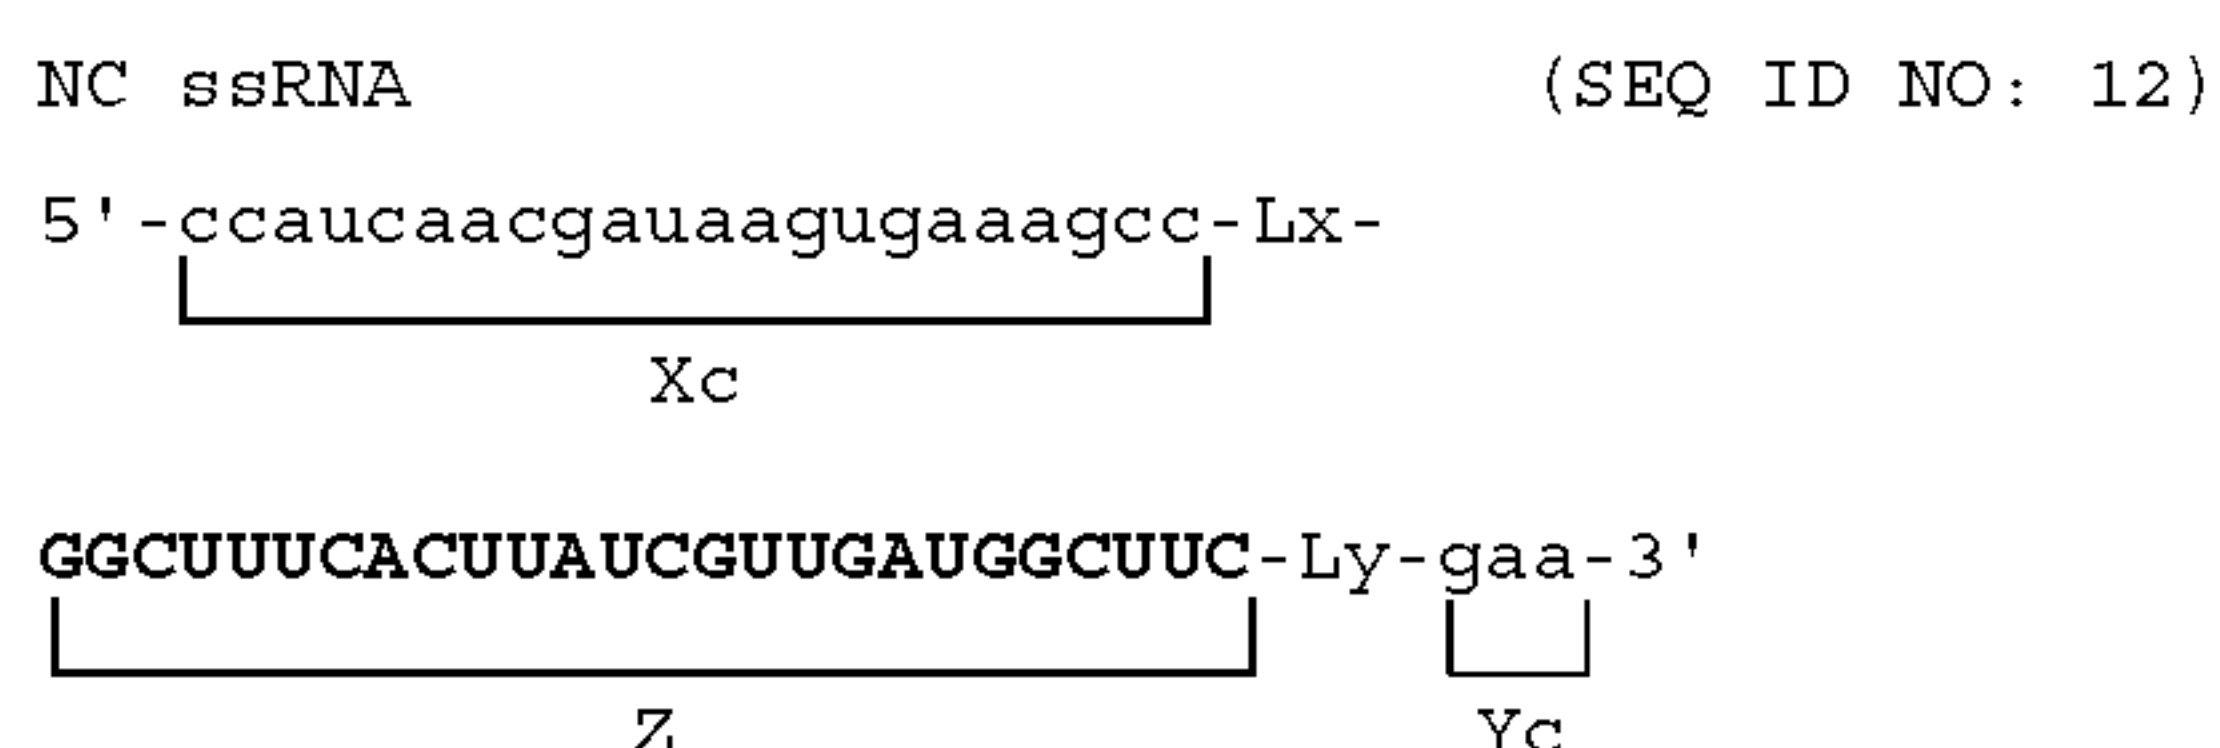 NC ssRNA (SEQ ID NO: 12)
5'-ccaucaacgauaagugaaagcc-Lx-
Xc
GGCUUUCACUUAUCGUUGAUGGCUUC-Ly-gaa-3'
Z Yc